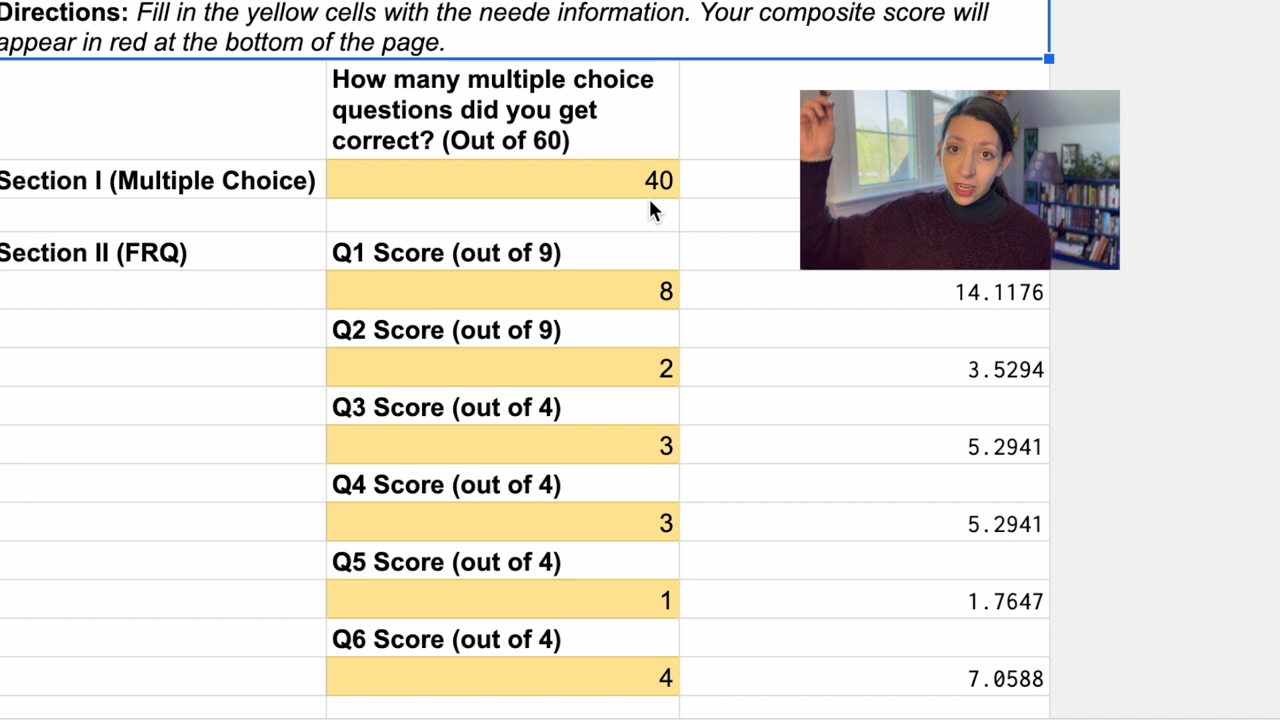 Directions: Fill in the yellow cells with the neede information. Your composite score will
appear in red at the bottom of the page.
How many multiple choice
questions did you get
correct? (Out of 60)
Section I (Multiple Choice) 40
Section II (FRQ) Q1 Score (out of 9)
8 14.1176
Q2 Score (out of 9)
2 3.5294
Q3 Score (out of 4)
3 5.2941
Q4 Score (out of 4)
3 5.2941
Q5 Score (out of 4)
1 1.7647
Q6 Score (out of 4)
4 7.0588